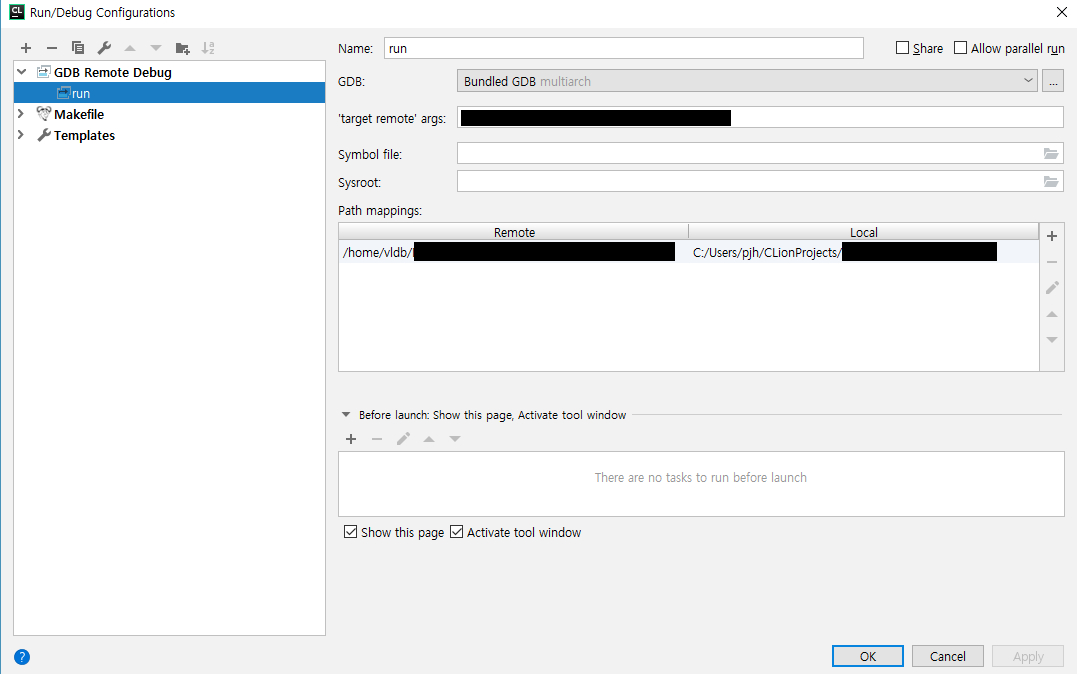 CL Run/Debug Configurations
Name: run Share Allow parallel run
GDB Remote Debug
run
Makefile
Templates
GDB: Bundled GDB multiarch ...
'target remote' args:
Symbol file:
Sysroot:
Path mappings:
Remote Local
/home/vldb/ C:/Users/pjh/CLionProjects/
Before launch: Show this page, Activate tool window
There are no tasks to run before launch
Show this page Activate tool window
? OK Cancel Apply